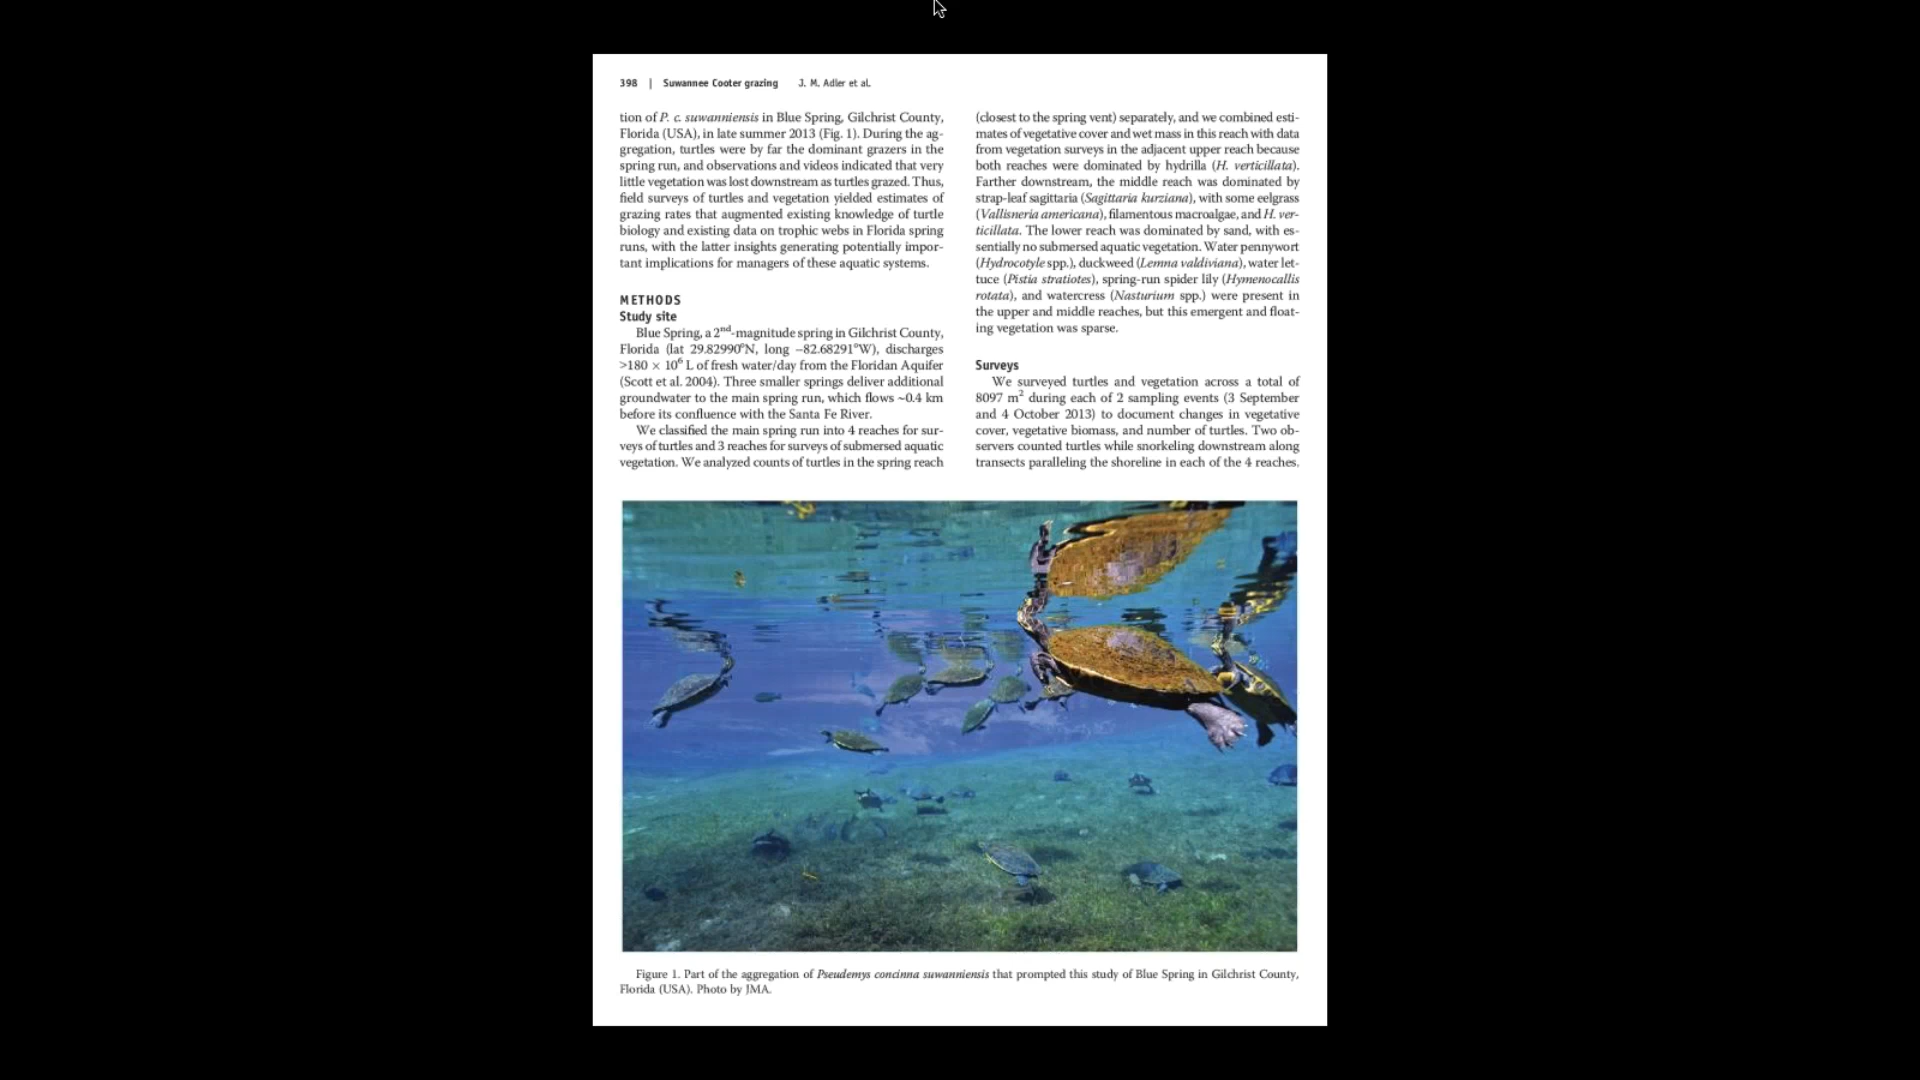 398 | Suwannee Cooter grazing J. M. Adler et al.
tion of P. c. suwanniensis in Blue Spring, Gilchrist County,
Florida (USA), in late summer 2013 (Fig. 1). During the ag-
gregation, turtles were by far the dominant grazers in the
spring run, and observations and videos indicated that very
little vegetation was lost downstream as turtles grazed. Thus,
field surveys of turtles and vegetation yielded estimates of
grazing rates that augmented existing knowledge of turtle
biology and existing data on trophic webs in Florida spring
runs, with the latter insights generating potentially impor-
tant implications for managers of these aquatic systems.
METHODS
Study site
Blue Spring, a 2nd-magnitude spring in Gilchrist County,
Florida (lat 29.82990°N, long −82.68291°W), discharges
>180 × 10⁶ L of fresh water/day from the Floridan Aquifer
(Scott et al. 2004). Three smaller springs deliver additional
groundwater to the main spring run, which flows ~0.4 km
before its confluence with the Santa Fe River.
We classified the main spring run into 4 reaches for sur-
veys of turtles and 3 reaches for surveys of submersed aquatic
vegetation. We analyzed counts of turtles in the spring reach
(closest to the spring vent) separately, and we combined esti-
mates of vegetative cover and wet mass in this reach with data
from vegetation surveys in the adjacent upper reach because
both reaches were dominated by hydrilla (H. verticillata).
Farther downstream, the middle reach was dominated by
strap-leaf sagittaria (Sagittaria kurziana), with some eelgrass
(Vallisneria americana), filamentous macroalgae, and H. ver-
ticillata. The lower reach was dominated by sand, with es-
sentially no submersed aquatic vegetation. Water pennywort
(Hydrocotyle spp.), duckweed (Lemna valdiviana), water let-
tuce (Pistia stratiotes), spring-run spider lily (Hymenocallis
rotata), and watercress (Nasturium spp.) were present in
the upper and middle reaches, but this emergent and float-
ing vegetation was sparse.
Surveys
We surveyed turtles and vegetation across a total of
8097 m² during each of 2 sampling events (3 September
and 4 October 2013) to document changes in vegetative
cover, vegetative biomass, and number of turtles. Two ob-
servers counted turtles while snorkeling downstream along
transects paralleling the shoreline in each of the 4 reaches.
Figure 1. Part of the aggregation of Pseudemys concinna suwanniensis that prompted this study of Blue Spring in Gilchrist County,
Florida (USA). Photo by JMA.